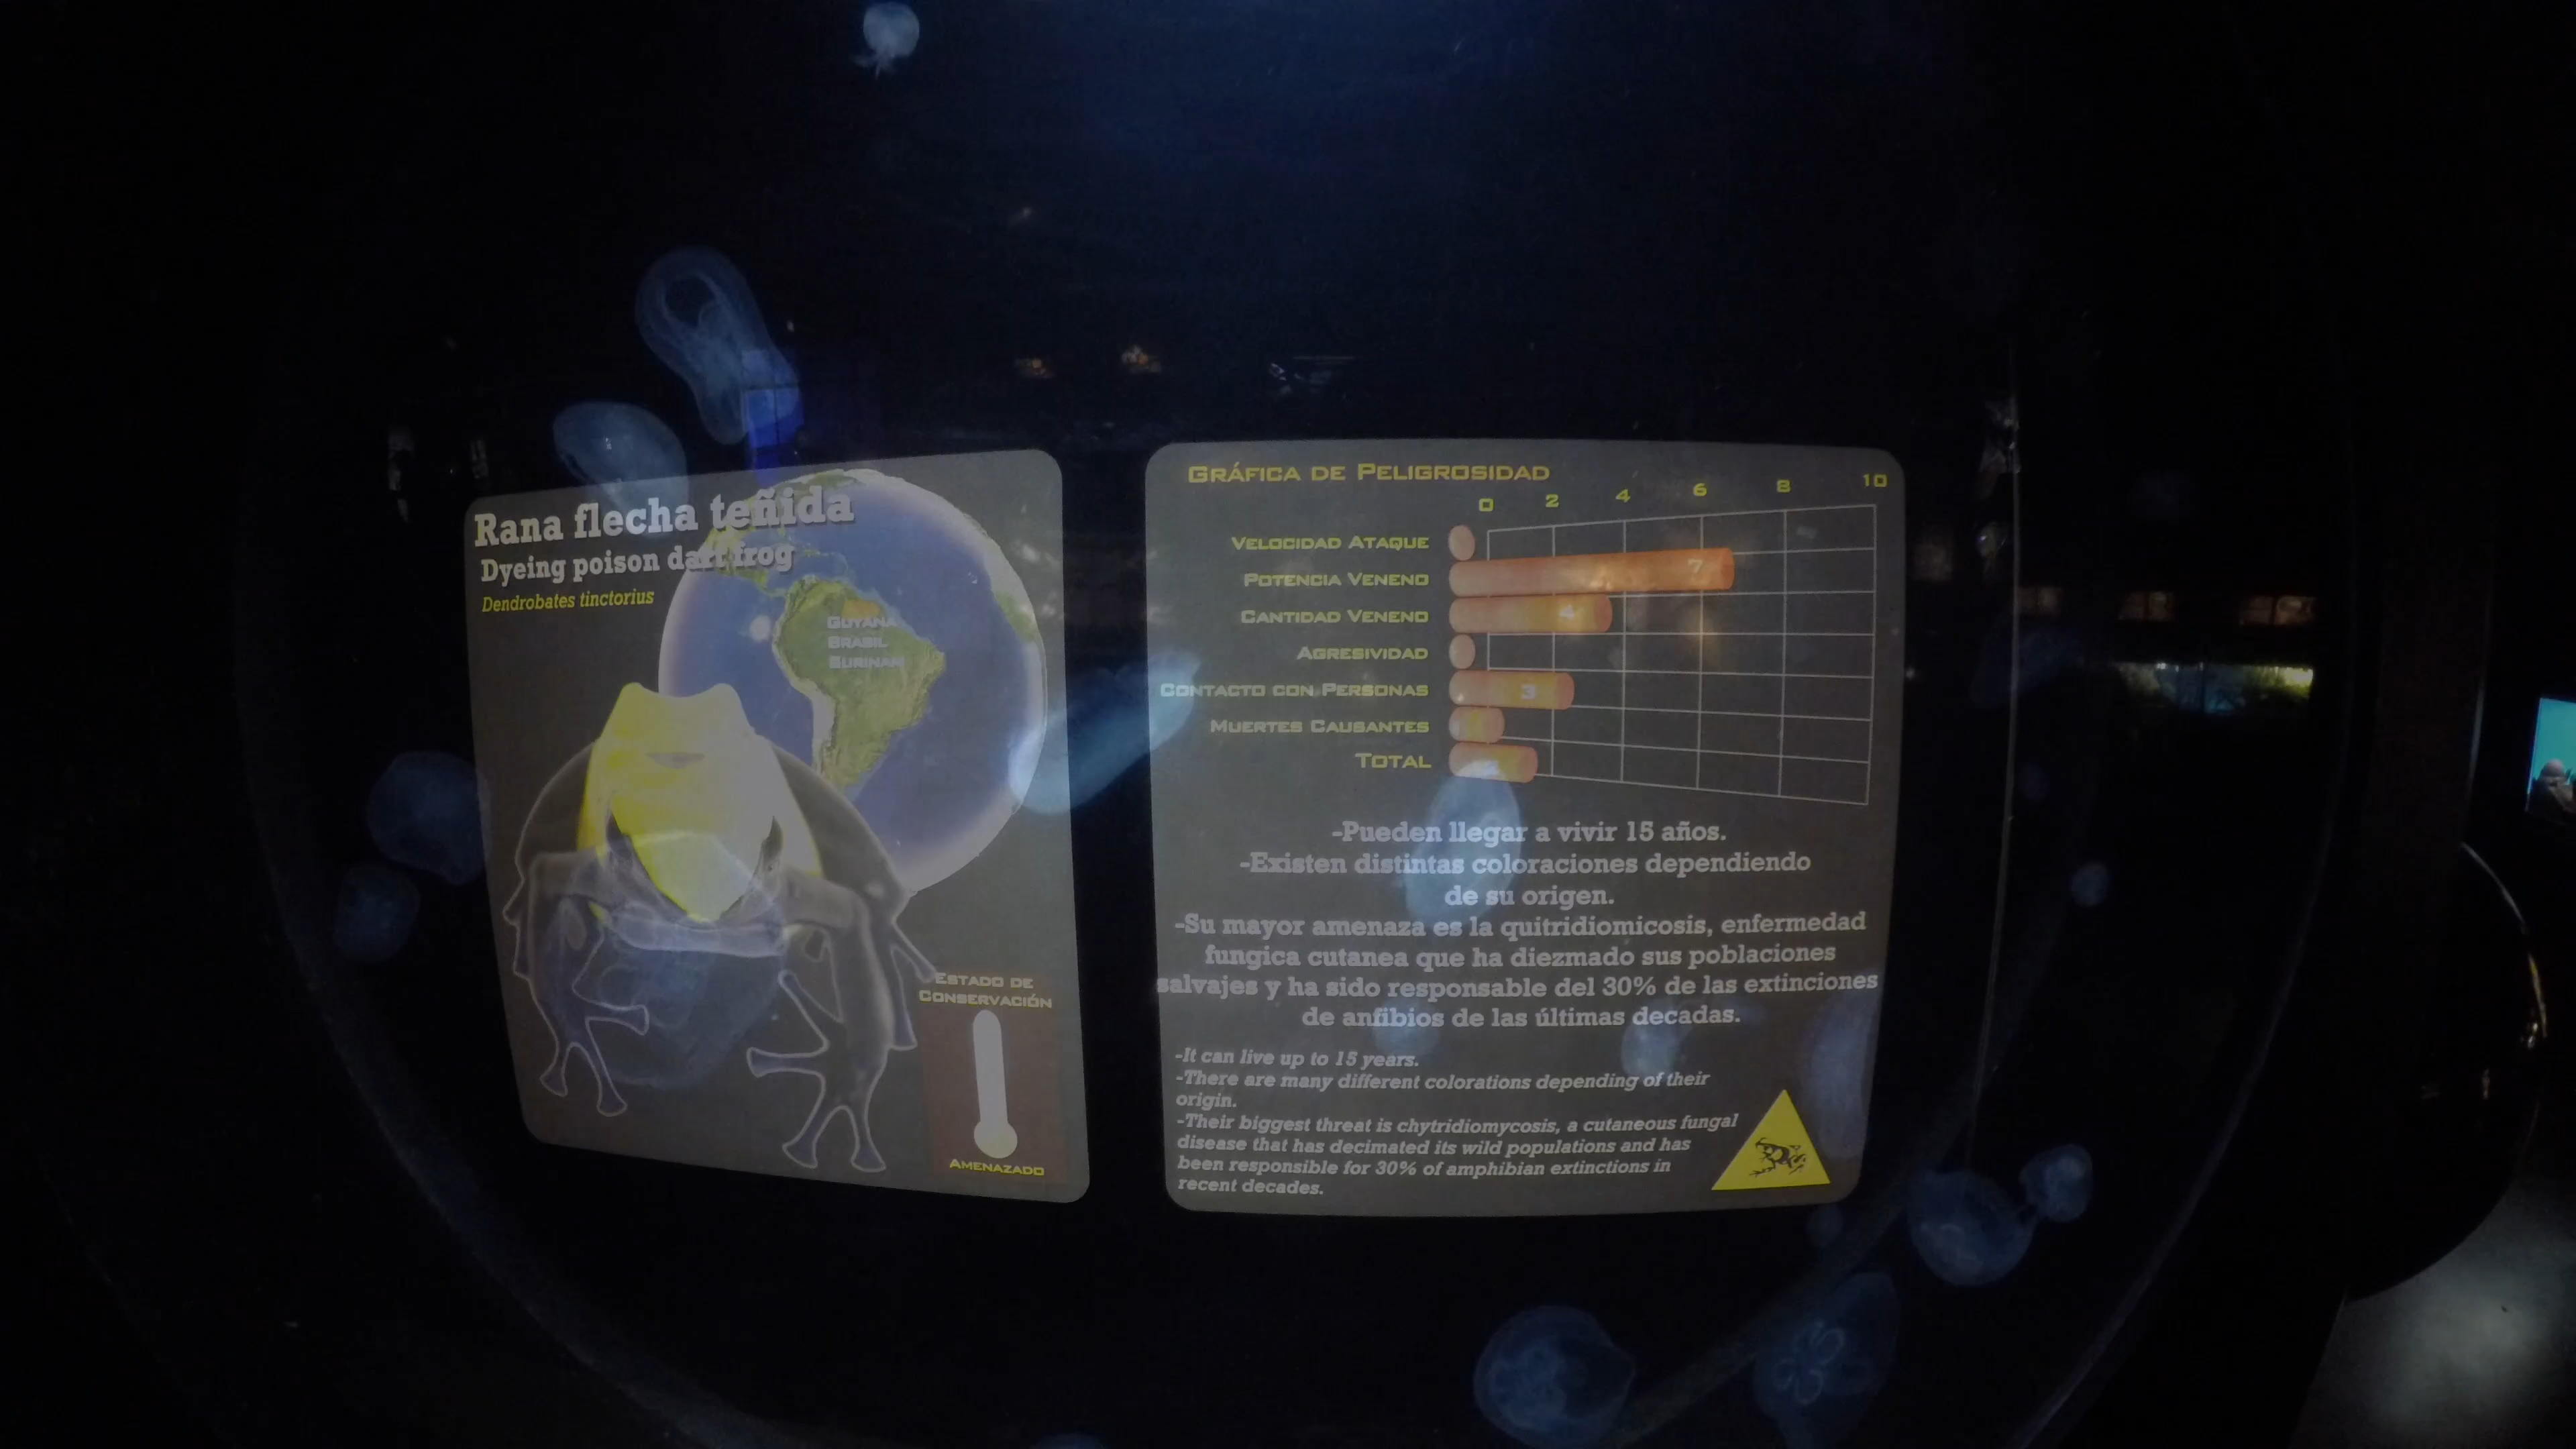 Rana flecha teñida
Dyeing poison dart frog
Dendrobates tinctorius
GUYANA
BRASIL
SURINAM
ESTADO DE
CONSERVACIÓN
AMENAZADO
GRÁFICA DE PELIGROSIDAD
0 2 4 6 8 10
VELOCIDAD ATAQUE
POTENCIA VENENO 7
CANTIDAD VENENO 4
AGRESIVIDAD
CONTACTO CON PERSONAS 3
MUERTES CAUSANTES
TOTAL
-Pueden llegar a vivir 15 años.
-Existen distintas coloraciones dependiendo
de su origen.
-Su mayor amenaza es la quitridiomicosis, enfermedad
fungica cutanea que ha diezmado sus poblaciones
salvajes y ha sido responsable del 30% de las extinciones
de anfibios de las últimas decadas.
-It can live up to 15 years.
-There are many different colorations depending of their
origin.
-Their biggest threat is chytridiomycosis, a cutaneous fungal
disease that has decimated its wild populations and has
been responsible for 30% of amphibian extinctions in
recent decades.